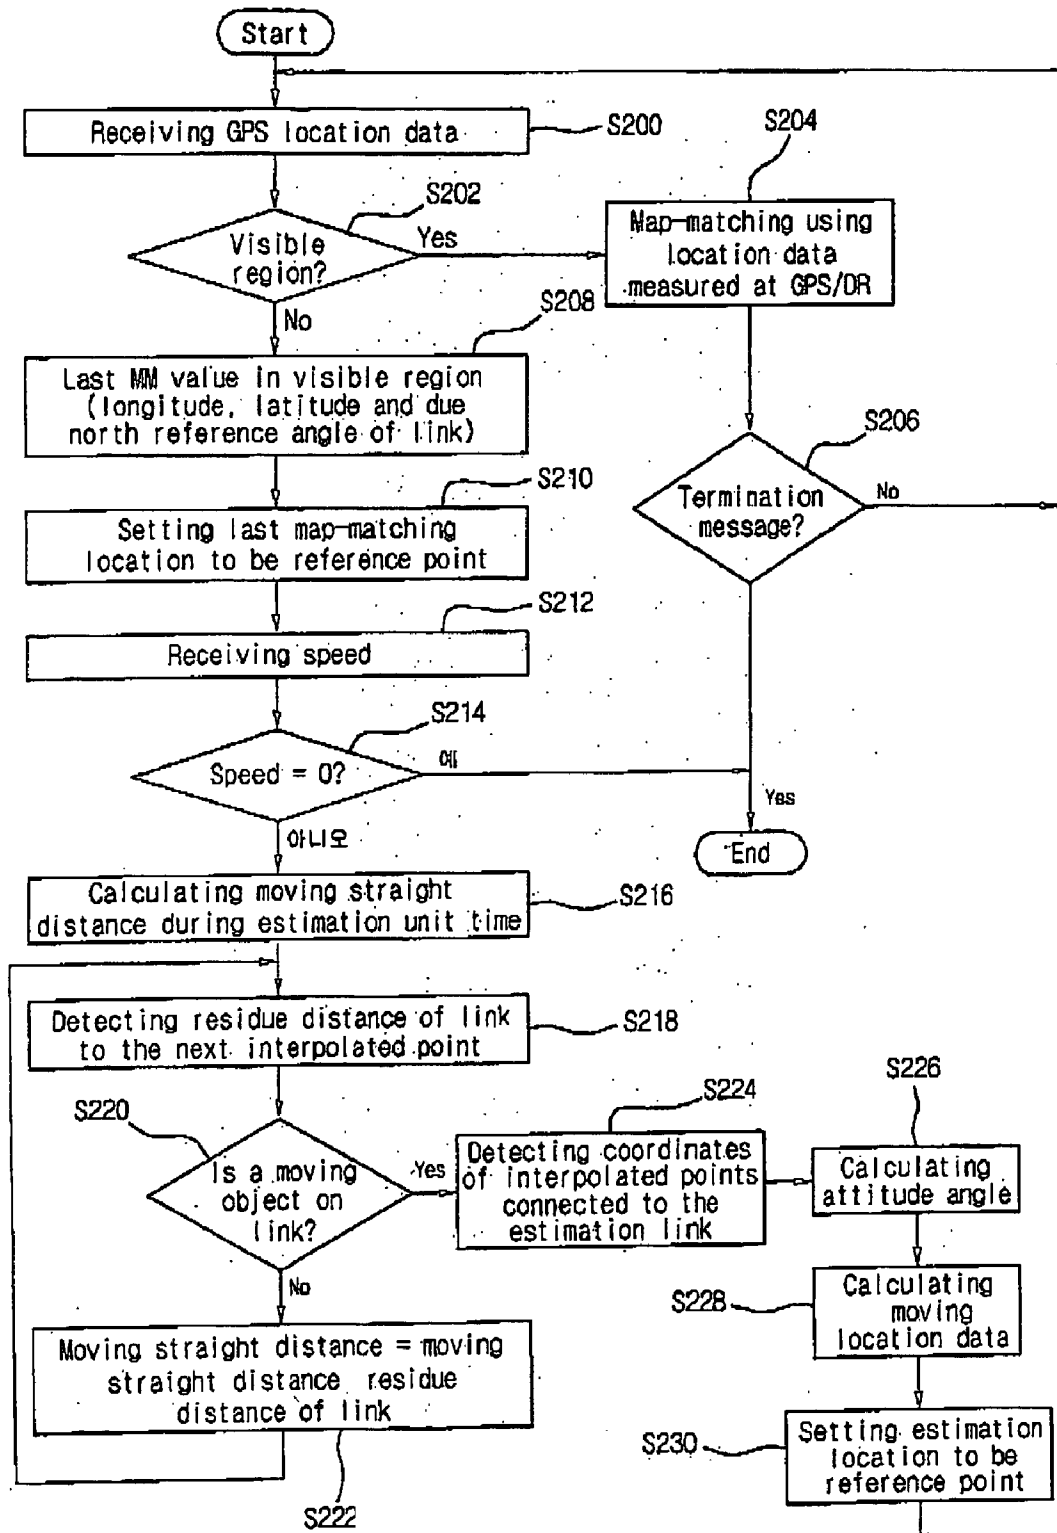 Start
Receiving GPS location data
S200
S204
S202
Visible
region?
Yes
Map-matching using
location data
measured at GPS/DR
No
S208
Last MM value in visible region
(longitude, latitude and due
north reference angle of link)
S206
S210
Termination
message?
No
Setting last map-matching
location to be reference point
S212
Receiving speed
S214
Speed = 0?
예
Yes
아니오
End
Calculating moving straight
distance during estimation unit time
S216
Detecting residue distance of link
to the next interpolated point
S218
S220
S224
S226
Is a moving
object on
link?
Yes
Detecting coordinates
of interpolated points
connected to the
estimation link
Calculating
attitude angle
No
S228
Calculating
moving
location data
Moving straight distance = moving
straight distance residue
distance of link
S222
S230
Setting estimation
location to be
reference point